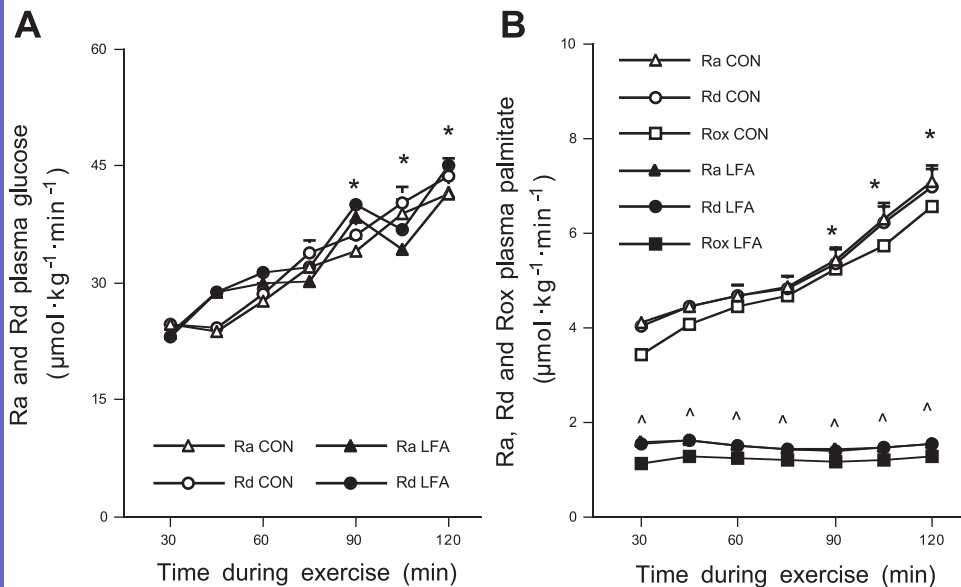 A
Ra and Rd plasma glucose
(µmol·kg⁻¹·min⁻¹)
60
45
30
15
0
*
*
*
Ra CON
Ra LFA
Rd CON
Rd LFA
30
60
90
120
Time during exercise (min)
B
Ra, Rd and Rox plasma palmitate
(µmol·kg⁻¹·min⁻¹)
10
8
6
4
2
0
Ra CON
Rd CON
Rox CON
Ra LFA
Rd LFA
Rox LFA
*
*
*
^ ^ ^ ^ ^ ^ ^
30
60
90
120
Time during exercise (min)